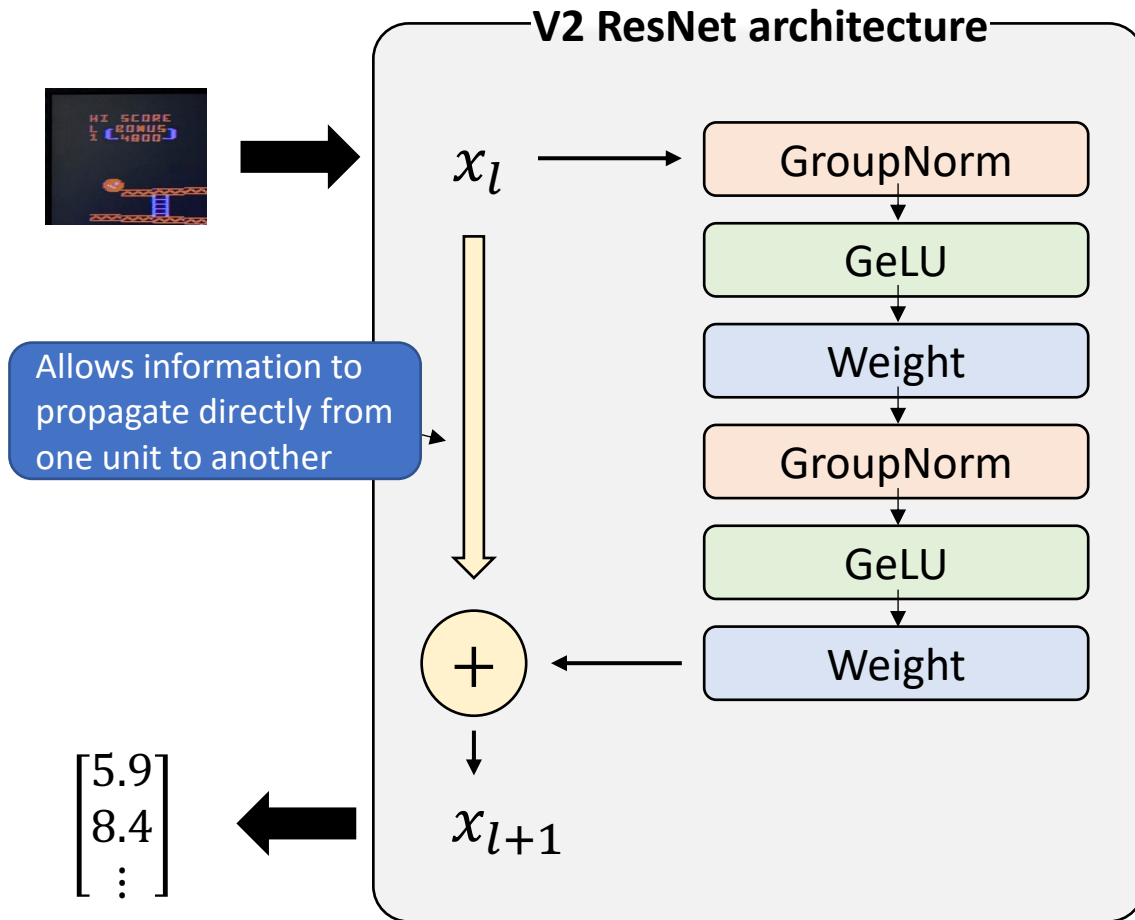 V2 ResNet architecture
HI SCORE
L BONUS
1 4800
x_l
GroupNorm
GeLU
Weight
GroupNorm
GeLU
Weight
Allows information to
propagate directly from
one unit to another
+
x_{l+1}
5.9
8.4
⋮